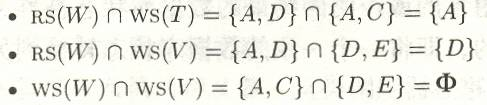 • RS(W) ∩ WS(T) = {A, D} ∩ {A, C} = {A}
• RS(W) ∩ WS(V) = {A, D} ∩ {D, E} = {D}
• WS(W) ∩ WS(V) = {A, C} ∩ {D, E} = Φ